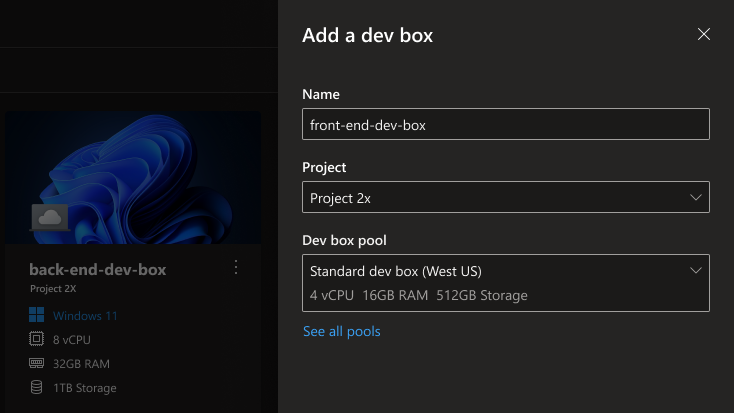 Add a dev box
Name
front-end-dev-box
Project
Project 2x
Dev box pool
Standard dev box (West US)
4 vCPU 16GB RAM 512GB Storage
See all pools
back-end-dev-box
Project 2X
Windows 11
8 vCPU
32GB RAM
1TB Storage